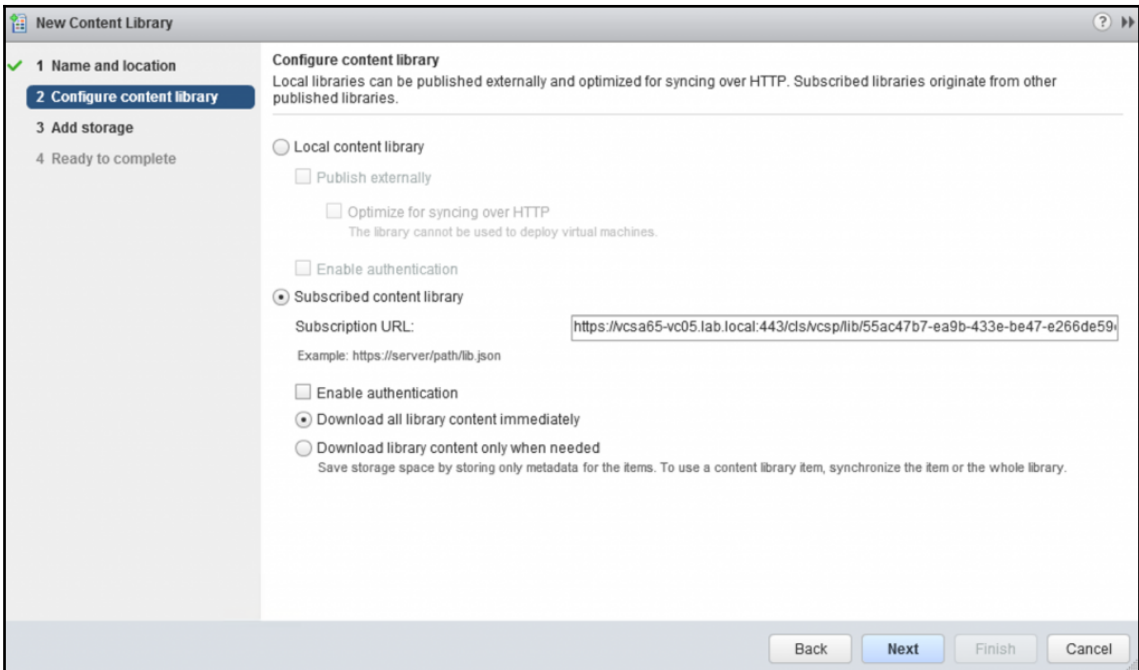 New Content Library
1 Name and location
2 Configure content library
3 Add storage
4 Ready to complete
Configure content library
Local libraries can be published externally and optimized for syncing over HTTP. Subscribed libraries originate from other
published libraries.
Local content library
Publish externally
Optimize for syncing over HTTP
The library cannot be used to deploy virtual machines.
Enable authentication
Subscribed content library
Subscription URL: https://vcsa65-vc05.lab.local:443/cls/vcsp/lib/55ac47b7-ea9b-433e-be47-e266de59
Example: https://server/path/lib.json
Enable authentication
Download all library content immediately
Download library content only when needed
Save storage space by storing only metadata for the items. To use a content library item, synchronize the item or the whole library.
Back Next Finish Cancel